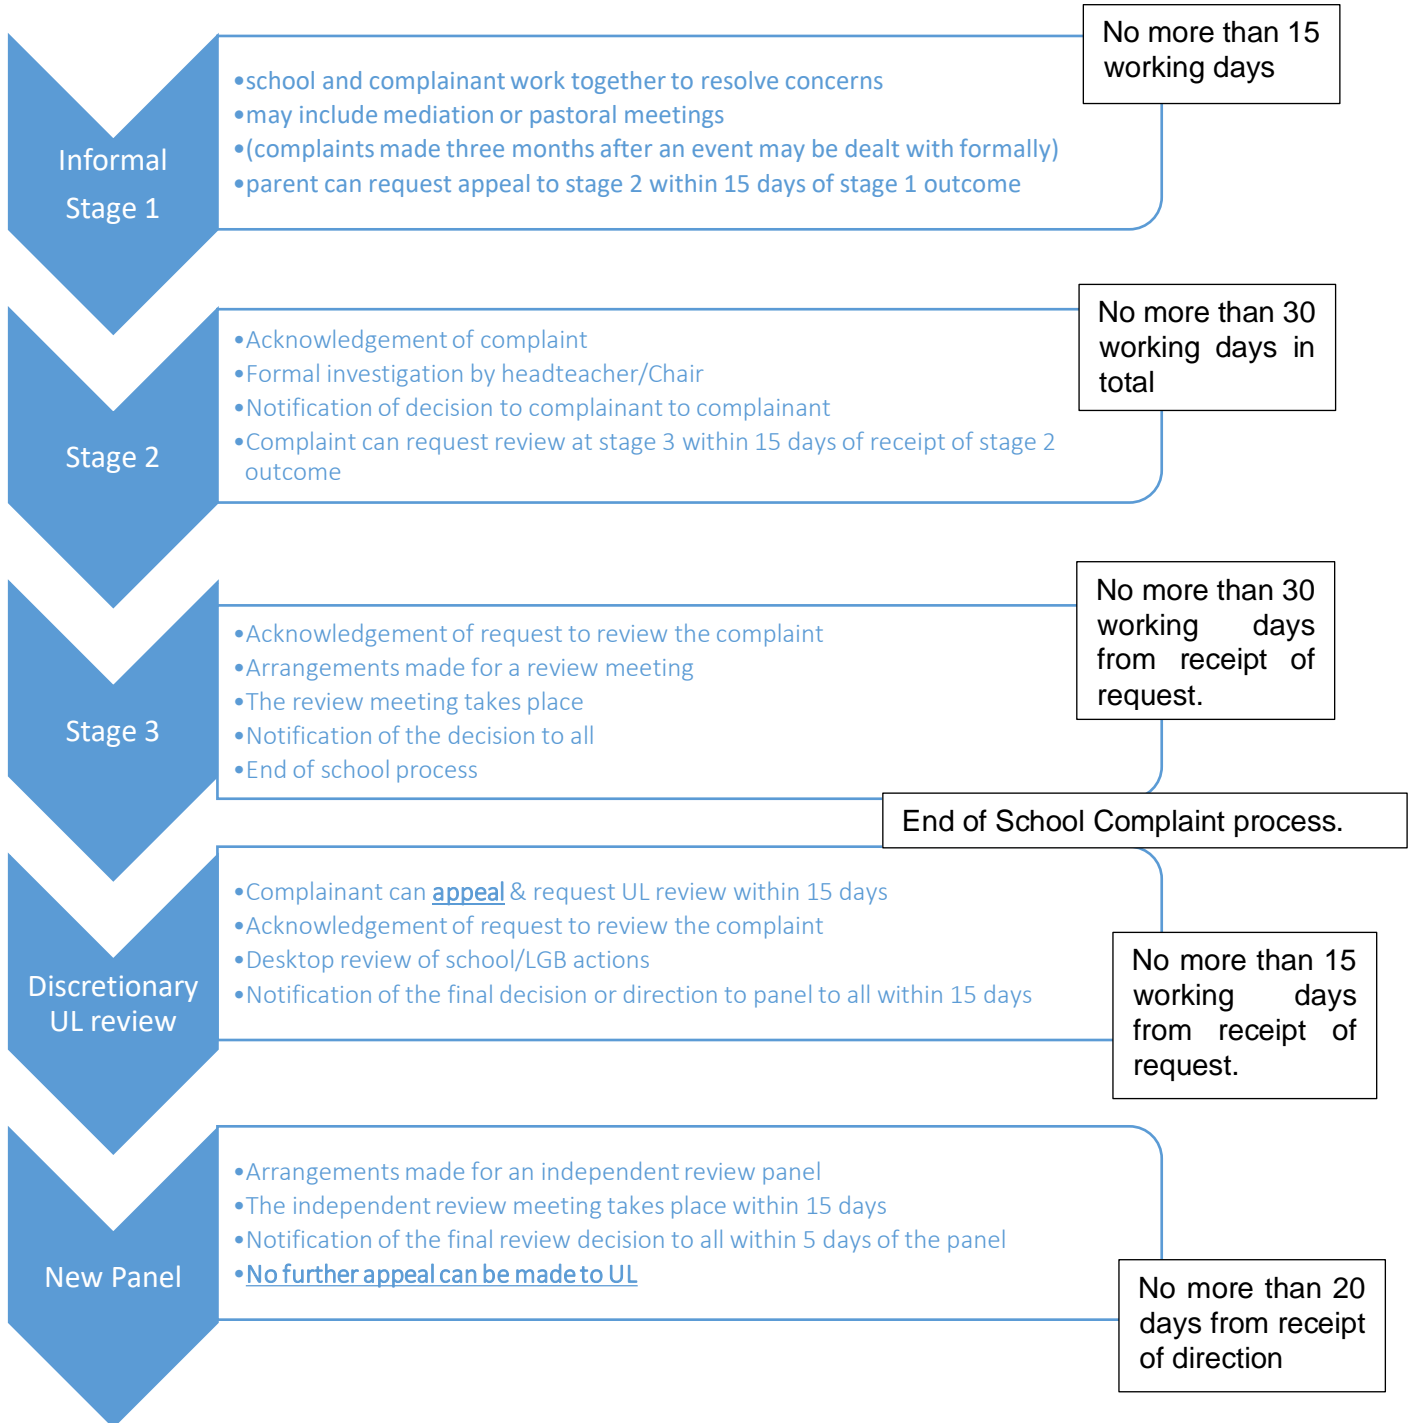 No more than 15
working days
Informal
Stage 1
•school and complainant work together to resolve concerns
•may include mediation or pastoral meetings
•(complaints made three months after an event may be dealt with formally)
•parent can request appeal to stage 2 within 15 days of stage 1 outcome
No more than 30
working days in
total
Stage 2
•Acknowledgement of complaint
•Formal investigation by headteacher/Chair
•Notification of decision to complainant to complainant
•Complaint can request review at stage 3 within 15 days of receipt of stage 2
outcome
No more than 30
working days
from receipt of
request.
Stage 3
•Acknowledgement of request to review the complaint
•Arrangements made for a review meeting
•The review meeting takes place
•Notification of the decision to all
•End of school process
End of School Complaint process.
Discretionary
UL review
•Complainant can appeal & request UL review within 15 days
•Acknowledgement of request to review the complaint
•Desktop review of school/LGB actions
•Notification of the final decision or direction to panel to all within 15 days
No more than 15
working days
from receipt of
request.
New Panel
•Arrangements made for an independent review panel
•The independent review meeting takes place within 15 days
•Notification of the final review decision to all within 5 days of the panel
•No further appeal can be made to UL
No more than 20
days from receipt
of direction